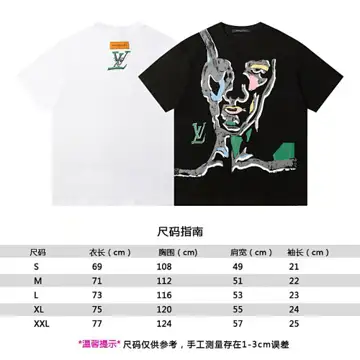 LV
LV
尺码指南
尺码 衣长（cm） 胸围(cm) 肩宽(cm) 袖长(cm)
S 69 108 49 21
M 71 112 51 22
L 73 116 53 23
XL 75 120 55 24
XXL 77 124 57 25
*温馨提示* 尺码仅供参考，手工测量存在1-3cm误差